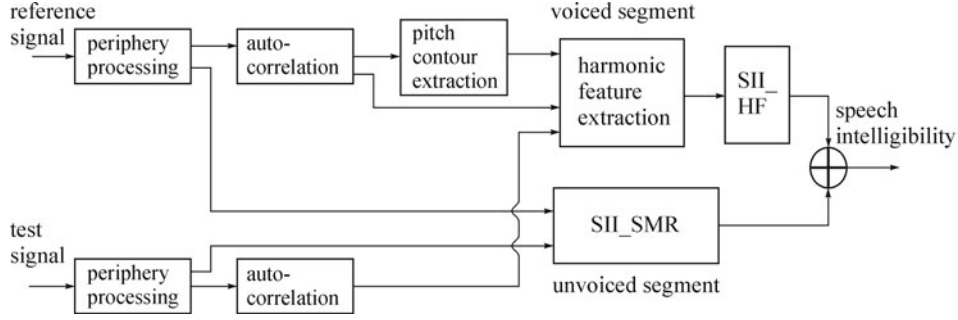 reference
signal
periphery
processing
auto-
correlation
pitch
contour
extraction
voiced segment
harmonic
feature
extraction
SII_
HF
speech
intelligibility
SII_SMR
unvoiced segment
test
signal
periphery
processing
auto-
correlation